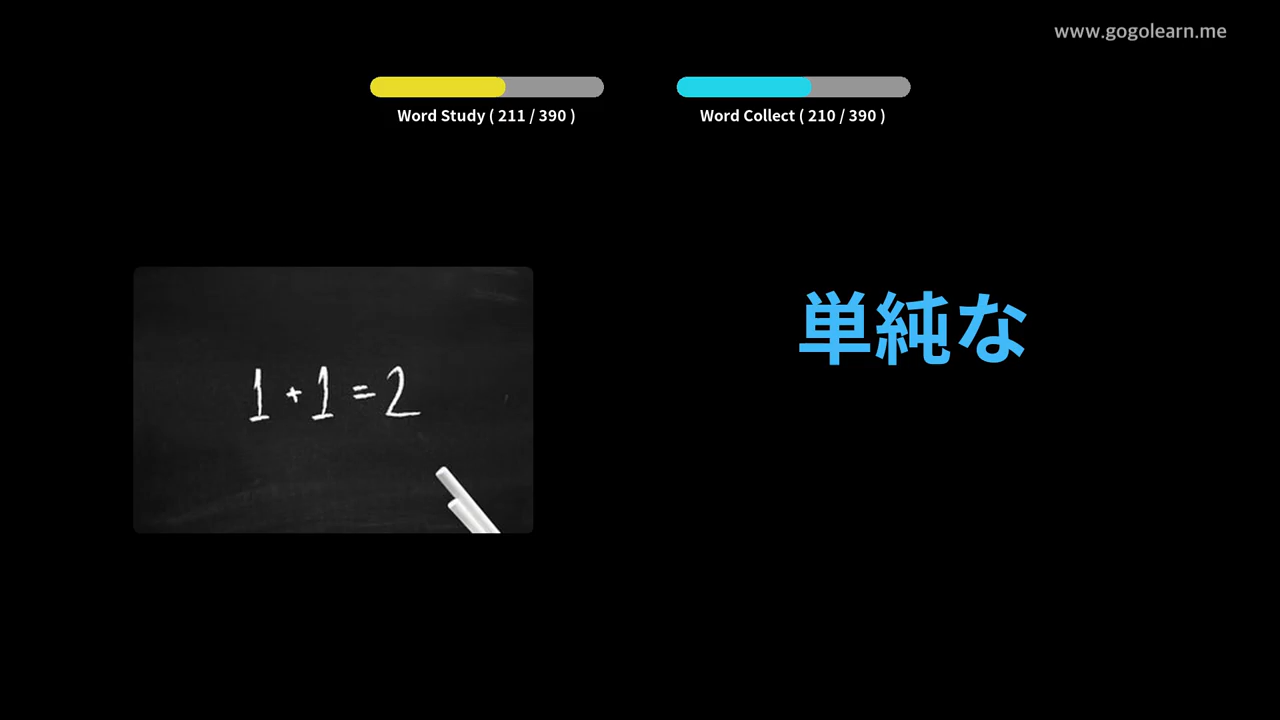 www.gogolearn.me
Word Study ( 211 / 390 )
Word Collect ( 210 / 390 )
1 + 1 = 2
単純な